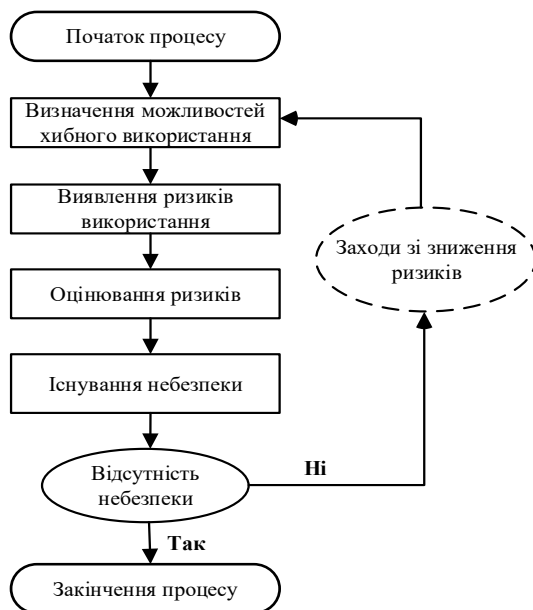 Початок процесу
Визначення можливостей
хибного використання
Виявлення ризиків
використання
Заходи зі зниження
ризиків
Оцінювання ризиків
Існування небезпеки
Відсутність
небезпеки
Ні
Так
Закінчення процесу